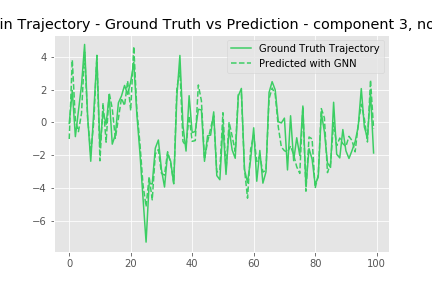 in Trajectory - Ground Truth vs Prediction - component 3, no
Ground Truth Trajectory
Predicted with GNN
4
2
0
−2
−4
−6
0 20 40 60 80 100